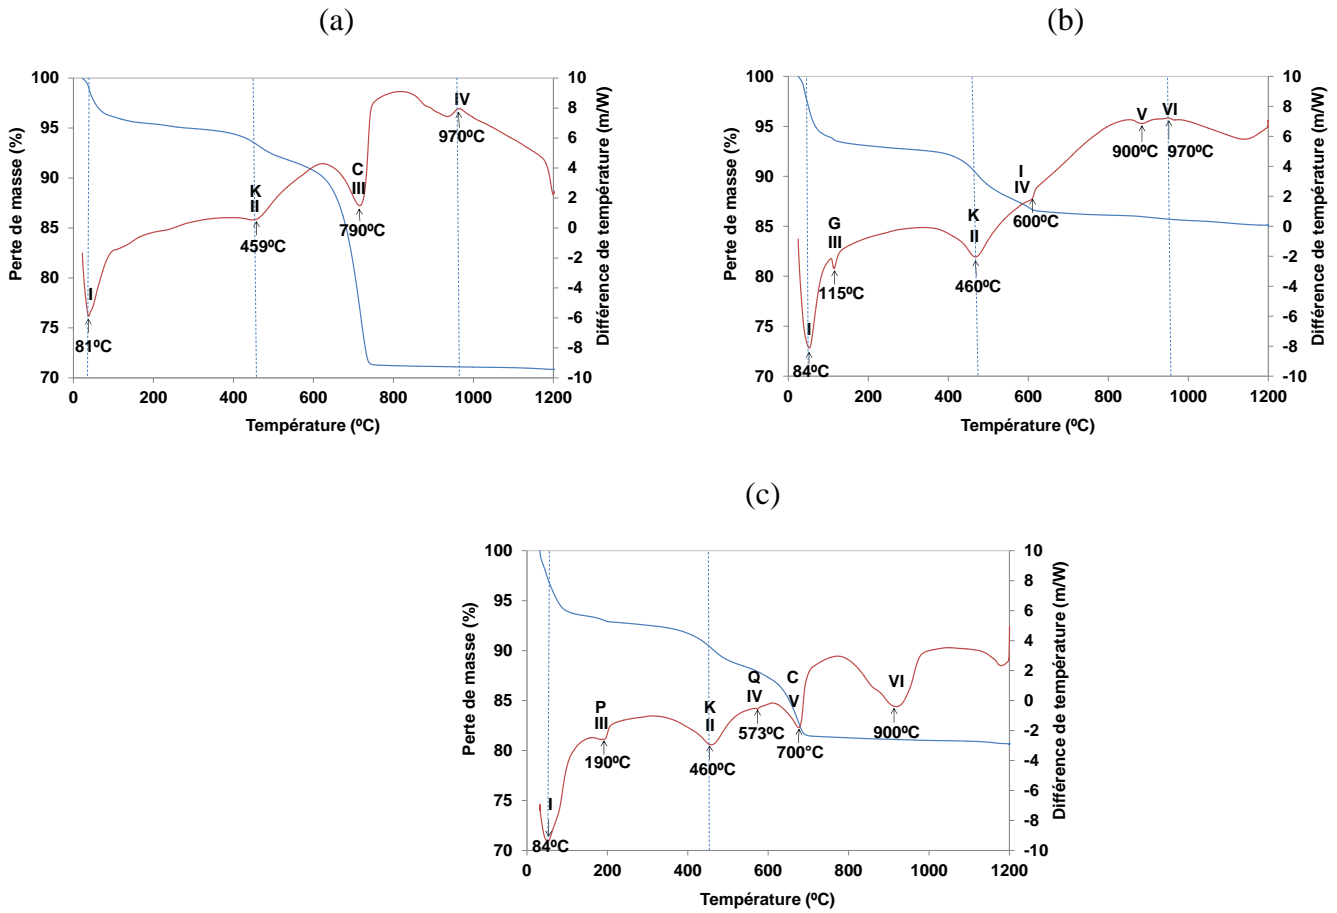 (a)
100
95
90
85
80
75
70
Perte de masse (%)
10
8
6
4
2
0
-2
-4
-6
-8
-10
Différence de température (m/W)
0
200
400
600
800
1000
1200
Température (ºC)
I
81ºC
K
II
459ºC
C
III
790ºC
IV
970ºC
(b)
100
95
90
85
80
75
70
Perte de masse (%)
10
8
6
4
2
0
-2
-4
-6
-8
-10
Différence de température (m/W)
0
200
400
600
800
1000
1200
Température (ºC)
I
84ºC
G
III
115ºC
K
II
460ºC
I
IV
600ºC
V
900ºC
VI
970ºC
(c)
100
95
90
85
80
75
70
Perte de masse (%)
10
8
6
4
2
0
-2
-4
-6
-8
-10
Différence de température (m/W)
0
200
400
600
800
1000
1200
Température (ºC)
I
84ºC
P
III
190ºC
K
II
460ºC
Q
IV
573ºC
C
V
700°C
VI
900ºC